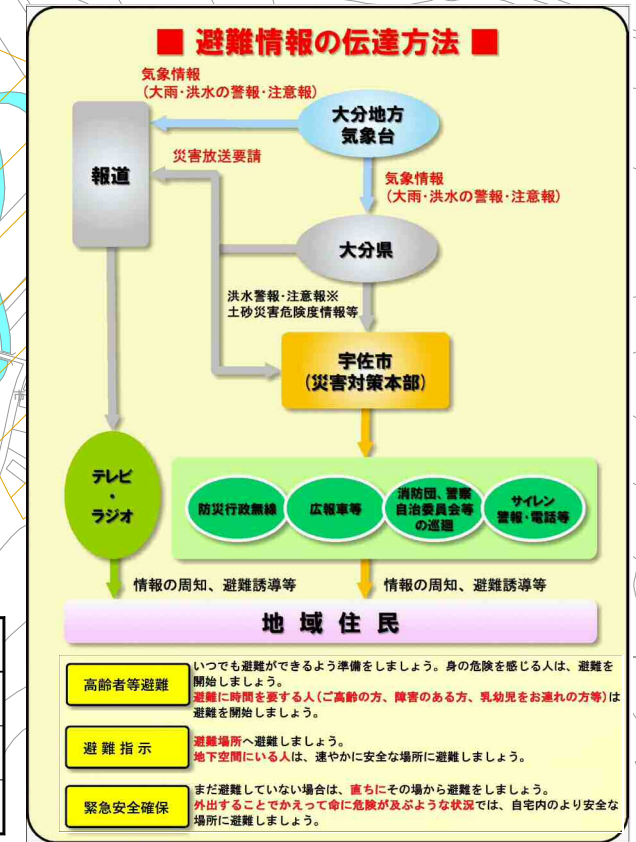 ■ 避難情報の伝達方法 ■
気象情報
(大雨・洪水の警報・注意報)
大分地方
気象台
報道
災害放送要請
気象情報
(大雨・洪水の警報・注意報)
大分県
洪水警報・注意報※
土砂災害危険度情報等
宇佐市
(災害対策本部)
テレビ
・
ラジオ
防災行政無線
広報車等
消防団、警察
自治委員会等
の巡回
サイレン
警報・電話等
情報の周知、避難誘導等
情報の周知、避難誘導等
地域住民
高齢者等避難
いつでも避難ができるよう準備をしましょう。身の危険を感じる人は、避難を
開始しましょう。
避難に時間を要する人(ご高齢の方、障害のある方、乳幼児をお連れの方等)は
避難を開始しましょう。
避難指示
避難場所へ避難しましょう。
地下空間にいる人は、速やかに安全な場所に避難しましょう。
緊急安全確保
まだ避難していない場合は、直ちにその場から避難をしましょう。
外出することでかえって命に危険が及ぶような状況では、自宅内のより安全な
場所に避難しましょう。